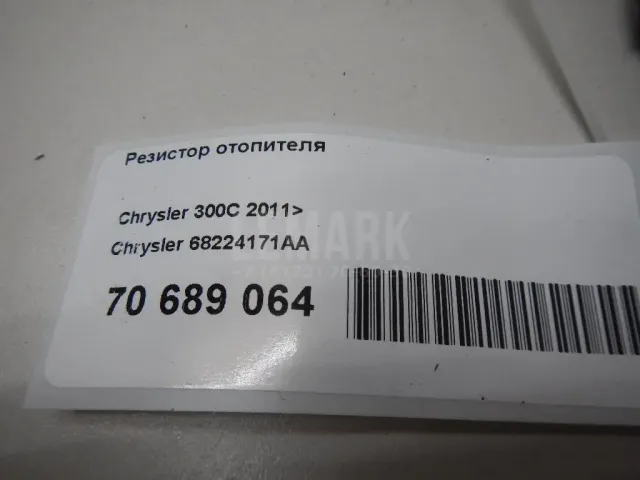 Резистор отопителя
Chrysler 300C 2011>
Chrysler 68224171AA
70 689 064